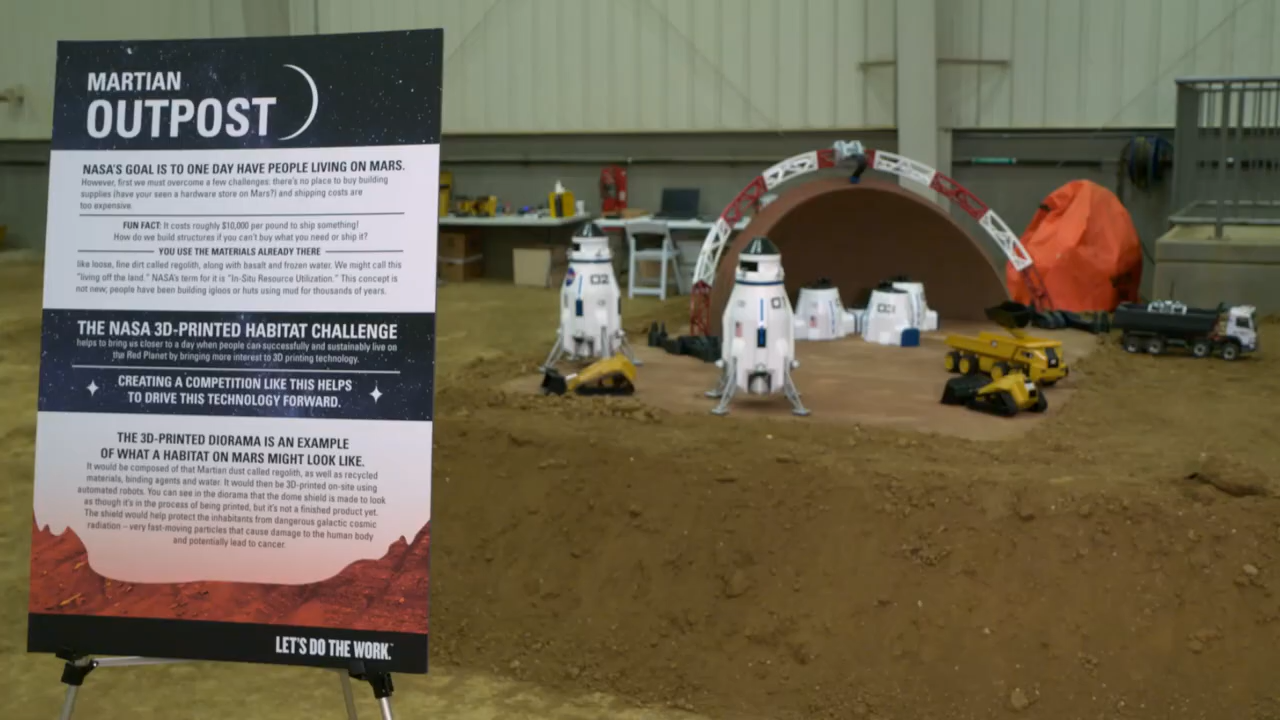 MARTIAN
OUTPOST
NASA'S GOAL IS TO ONE DAY HAVE PEOPLE LIVING ON MARS.
However, first we must overcome a few challenges; there's no place to buy building
supplies (have your seen a hardware store on Mars?) and shipping costs are
too expensive.
FUN FACT: It costs roughly $10,000 per pound to ship something!
How do we build structures if you can't buy what you need or ship it?
YOU USE THE MATERIALS ALREADY THERE
like loose, fine dirt called regolith, along with basalt and frozen water. We might call this
"living off the land." NASA's term for it is "In-Situ Resource Utilization." This concept is
not new; people have been building igloos or huts using mud for thousands of years.
THE NASA 3D-PRINTED HABITAT CHALLENGE
helps to bring us closer to a day when people can successfully and sustainably live on
the Red Planet by bringing more interest to 3D printing technology.
CREATING A COMPETITION LIKE THIS HELPS
TO DRIVE THIS TECHNOLOGY FORWARD.
THE 3D-PRINTED DIORAMA IS AN EXAMPLE
OF WHAT A HABITAT ON MARS MIGHT LOOK LIKE.
It would be composed of that Martian dust called regolith, as well as recycled
materials, binding agents and water. It would then be 3D-printed on-site using
automated robots. You can see in the diorama that the dome shield is made to look
as though it's in the process of being printed, but it's not a finished product yet.
The shield would help protect the inhabitants from dangerous galactic cosmic
radiation – very fast-moving particles that cause damage to the human body
and potentially lead to cancer.
LET'S DO THE WORK.
02
01